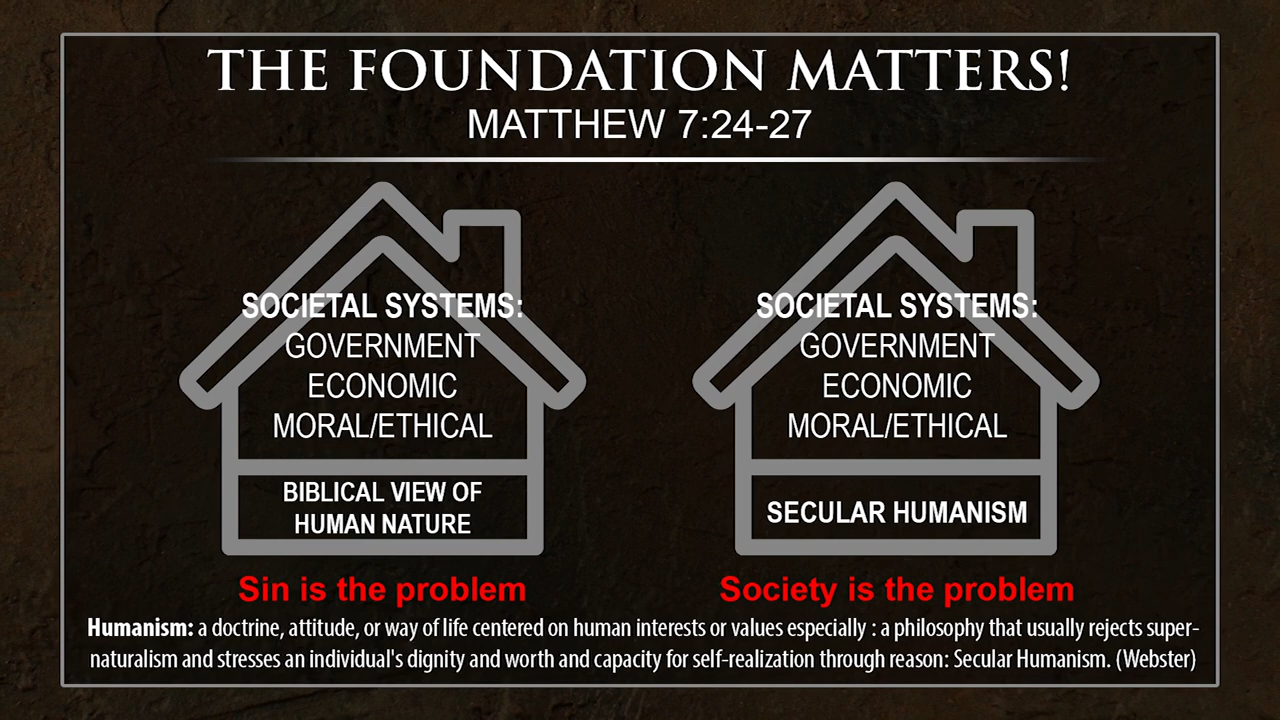 THE FOUNDATION MATTERS!
MATTHEW 7:24-27
SOCIETAL SYSTEMS:
GOVERNMENT
ECONOMIC
MORAL/ETHICAL
BIBLICAL VIEW OF
HUMAN NATURE
Sin is the problem
SOCIETAL SYSTEMS:
GOVERNMENT
ECONOMIC
MORAL/ETHICAL
SECULAR HUMANISM
Society is the problem
Humanism: a doctrine, attitude, or way of life centered on human interests or values especially : a philosophy that usually rejects super-
naturalism and stresses an individual's dignity and worth and capacity for self-realization through reason: Secular Humanism. (Webster)